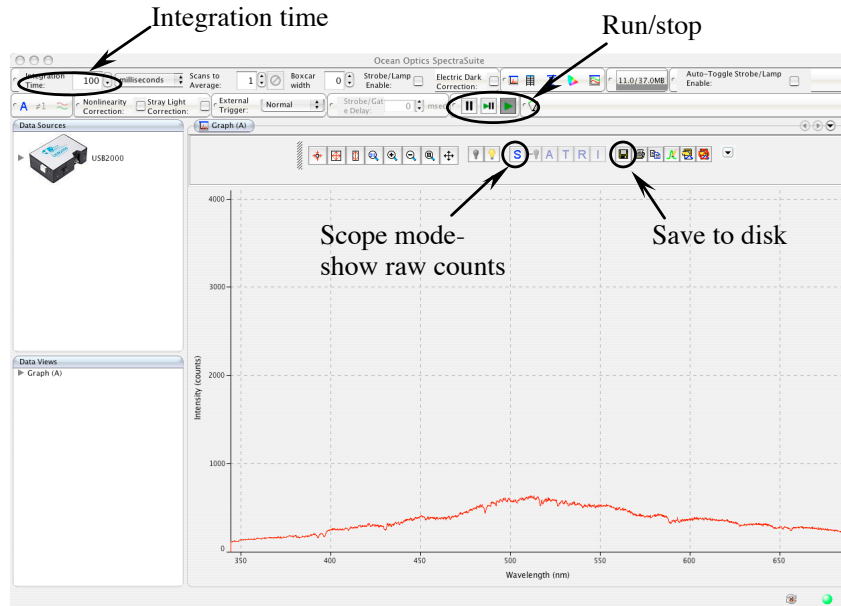 Integration time
Run/stop
Ocean Optics SpectraSuite
Integration Time: 100 milliseconds Scans to Average: 1 Boxcar width 0 Strobe/Lamp Enable: Electric Dark Correction: 11.0/37.0MB Auto-Toggle Strobe/Lamp Enable:
A ≠1 Nonlinearity Correction: Stray Light Correction: External Trigger: Normal Strobe/Gat e Delay: 0 msec
Data Sources
Graph (A)
USB2000
S A T R I
4000
Scope mode-
show raw counts
Save to disk
3000
Data Views
Graph (A)
2000
Intensity (counts)
1000
0
350 400 450 500 550 600 650
Wavelength (nm)